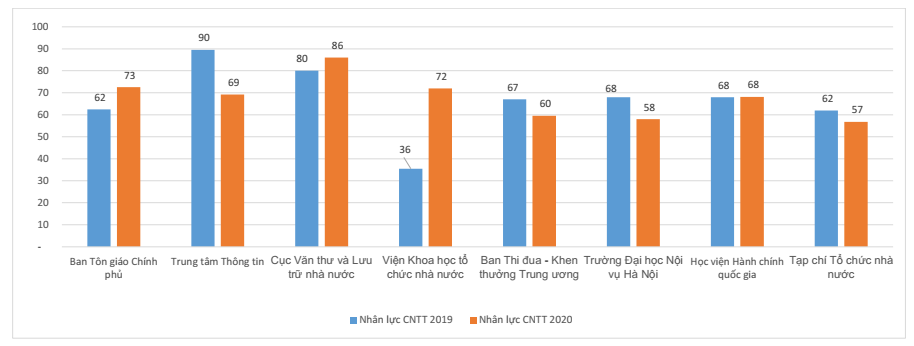 100
90
80
70
60
50
40
30
20
10
-
62
73
90
69
80
86
36
72
67
60
68
58
68
68
62
57
Ban Tôn giáo Chính
phủ
Trung tâm Thông tin
Cục Văn thư và Lưu
trữ nhà nước
Viện Khoa học tổ
chức nhà nước
Ban Thi đua - Khen
thưởng Trung ương
Trường Đại học Nội
vụ Hà Nội
Học viện Hành chính
quốc gia
Tạp chí Tổ chức nhà
nước
Nhân lực CNTT 2019
Nhân lực CNTT 2020